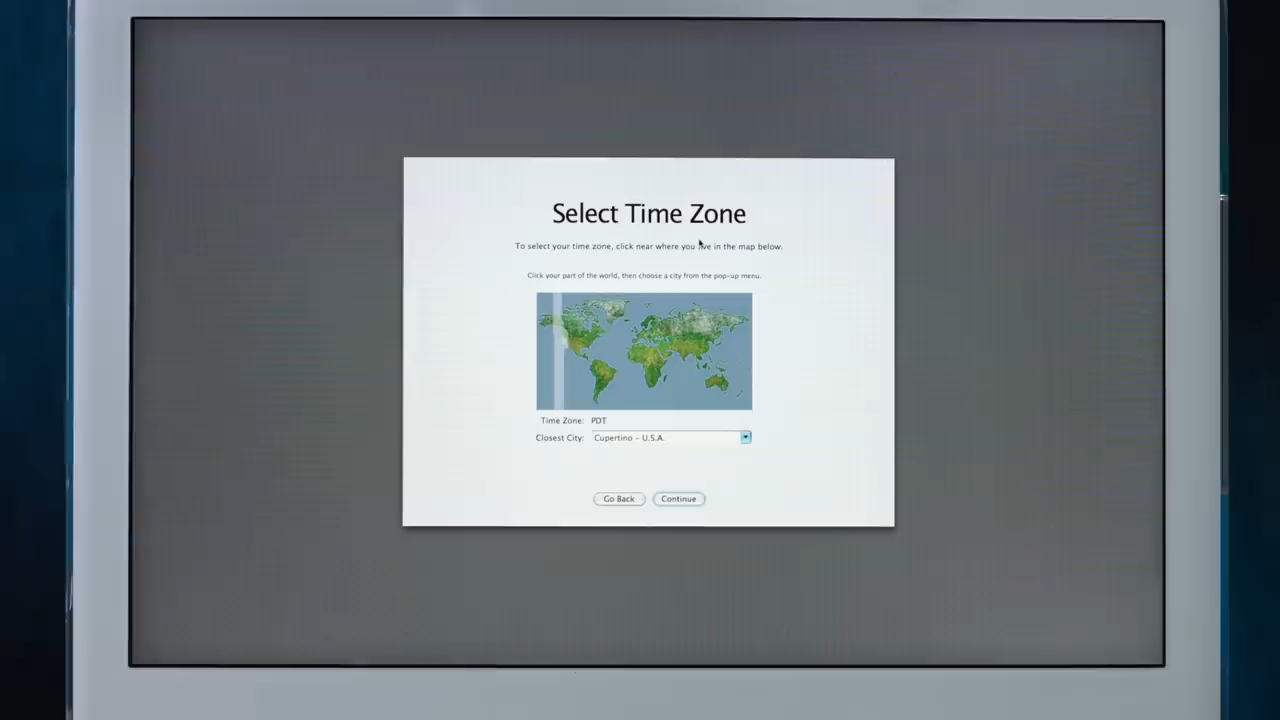 Select Time Zone
To select your time zone, click near where you live in the map below.
Click your part of the world, then choose a city from the pop-up menu.
Time Zone: PDT
Closest City: Cupertino - U.S.A.
Go Back Continue